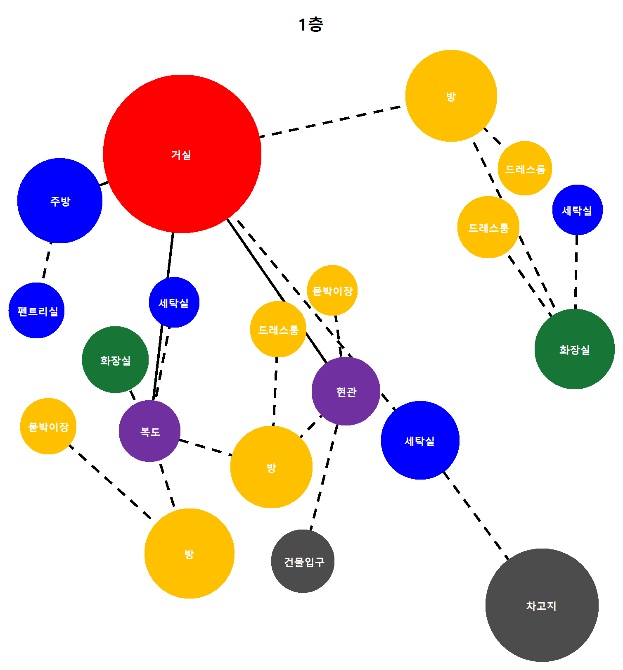 1층
방
거실
드레스룸
주방
세탁실
드레스룸
붙박이장
세탁실
펜트리실
드레스룸
화장실
화장실
현관
붙박이장
복도
세탁실
방
방
건물입구
차고지